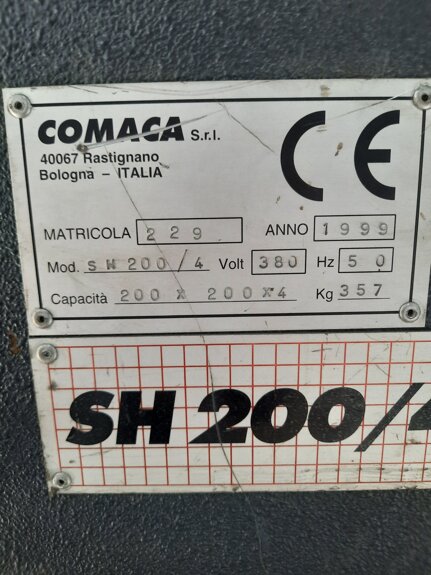 COMACA S.r.l.
CE
40067 Rastignano
Bologna - ITALIA
MATRICOLA 229 ANNO 1999
Mod. SW 200/4 Volt 380 Hz 50
Capacità 200 X 200X4 Kg 357
SH 200/4